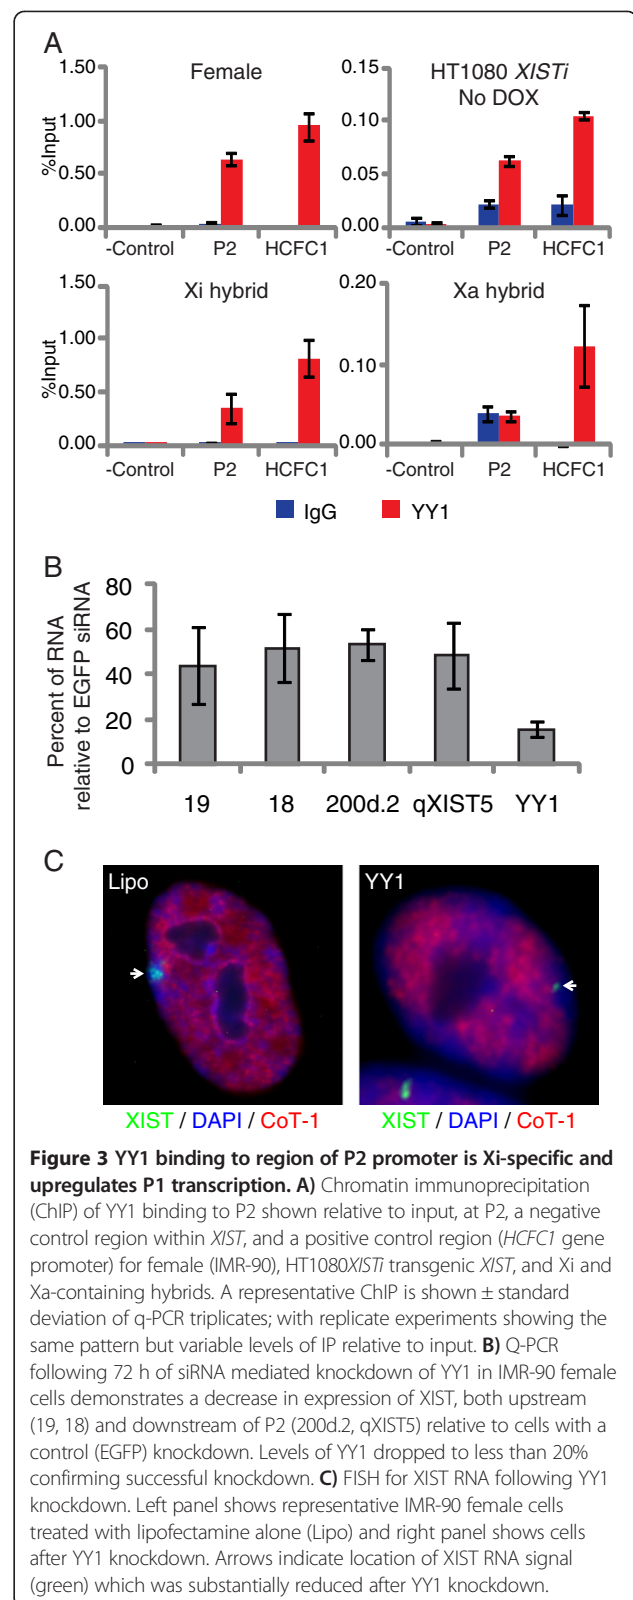 A
Female
1.50
1.00
0.50
0.00
%Input
-Control P2 HCFC1
HT1080 XISTi
No DOX
0.15
0.10
0.05
0.00
-Control P2 HCFC1
Xi hybrid
1.50
1.00
0.50
0.00
%Input
-Control P2 HCFC1
Xa hybrid
0.20
0.10
0.00
-Control P2 HCFC1
IgG YY1
B
Percent of RNA
relative to EGFP siRNA
80
60
40
20
0
19 18 200d.2 qXIST5 YY1
C
Lipo
YY1
XIST / DAPI / CoT-1
XIST / DAPI / CoT-1
Figure 3 YY1 binding to region of P2 promoter is Xi-specific and
upregulates P1 transcription. A) Chromatin immunoprecipitation
(ChIP) of YY1 binding to P2 shown relative to input, at P2, a negative
control region within XIST, and a positive control region (HCFC1 gene
promoter) for female (IMR-90), HT1080XISTi transgenic XIST, and Xi and
Xa-containing hybrids. A representative ChIP is shown ± standard
deviation of q-PCR triplicates; with replicate experiments showing the
same pattern but variable levels of IP relative to input. B) Q-PCR
following 72 h of siRNA mediated knockdown of YY1 in IMR-90 female
cells demonstrates a decrease in expression of XIST, both upstream
(19, 18) and downstream of P2 (200d.2, qXIST5) relative to cells with a
control (EGFP) knockdown. Levels of YY1 dropped to less than 20%
confirming successful knockdown. C) FISH for XIST RNA following YY1
knockdown. Left panel shows representative IMR-90 female cells
treated with lipofectamine alone (Lipo) and right panel shows cells
after YY1 knockdown. Arrows indicate location of XIST RNA signal
(green) which was substantially reduced after YY1 knockdown.